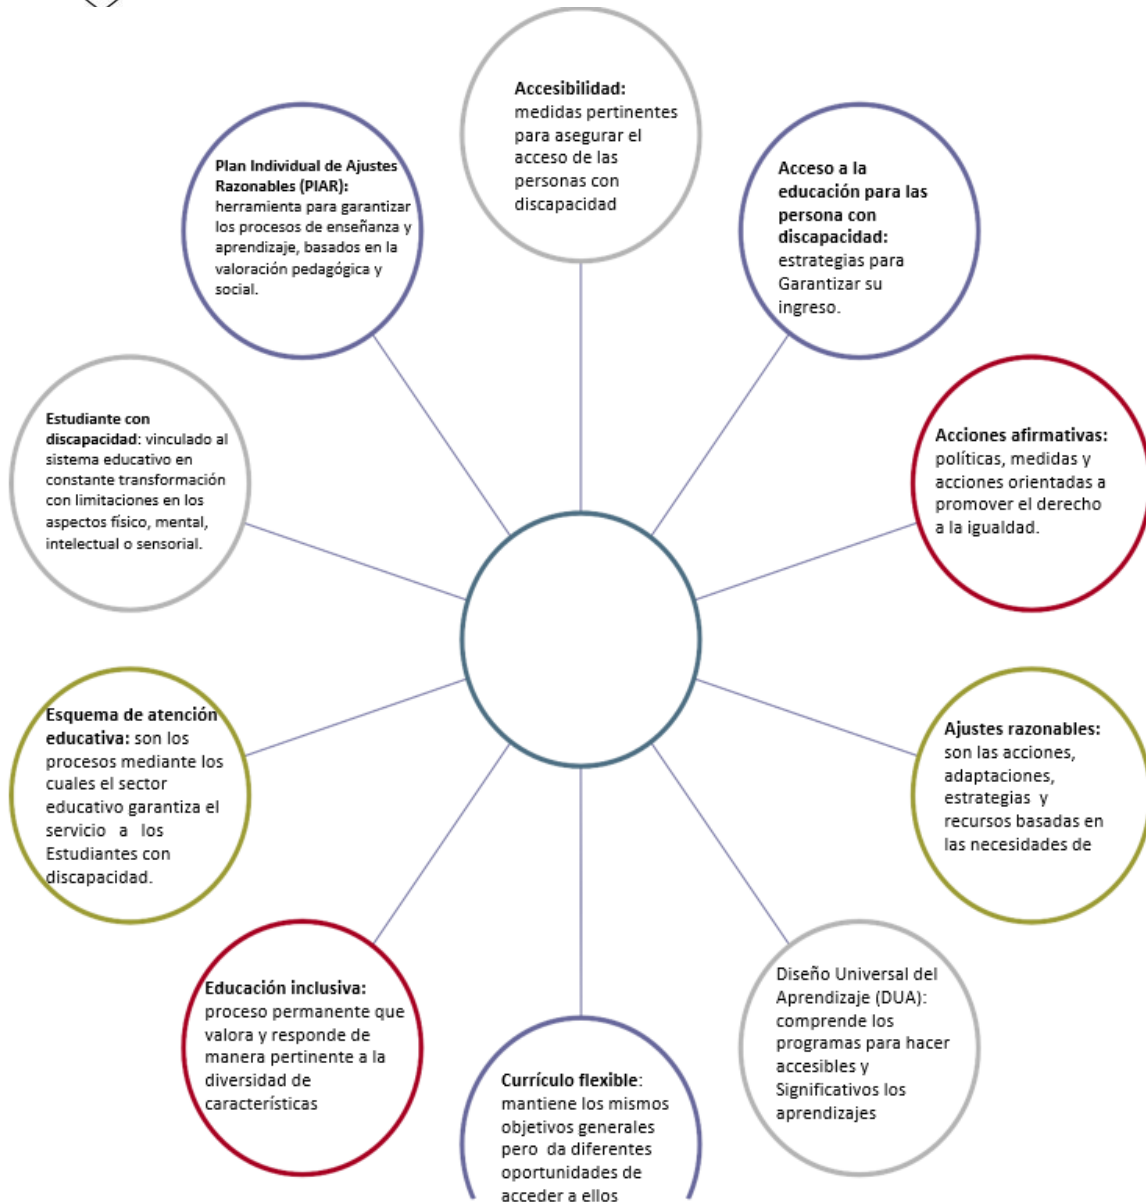 Accesibilidad:
medidas pertinentes
para asegurar el
acceso de las
personas con
discapacidad
Acceso a la
educación para las
persona con
discapacidad:
estrategias para
Garantizar su
ingreso.
Acciones afirmativas:
políticas, medidas y
acciones orientadas a
promover el derecho
a la igualdad.
Ajustes razonables:
son las acciones,
adaptaciones,
estrategias y
recursos basadas en
las necesidades de
Diseño Universal del
Aprendizaje (DUA):
comprende los
programas para hacer
accesibles y
Significativos los
aprendizajes
Currículo flexible:
mantiene los mismos
objetivos generales
pero da diferentes
oportunidades de
acceder a ellos
Educación inclusiva:
proceso permanente que
valora y responde de
manera pertinente a la
diversidad de
características
Esquema de atención
educativa: son los
procesos mediante los
cuales el sector
educativo garantiza el
servicio a los
Estudiantes con
discapacidad.
Estudiante con
discapacidad: vinculado al
sistema educativo en
constante transformación
con limitaciones en los
aspectos físico, mental,
intelectual o sensorial.
Plan Individual de Ajustes
Razonables (PIAR):
herramienta para garantizar
los procesos de enseñanza y
aprendizaje, basados en la
valoración pedagógica y
social.